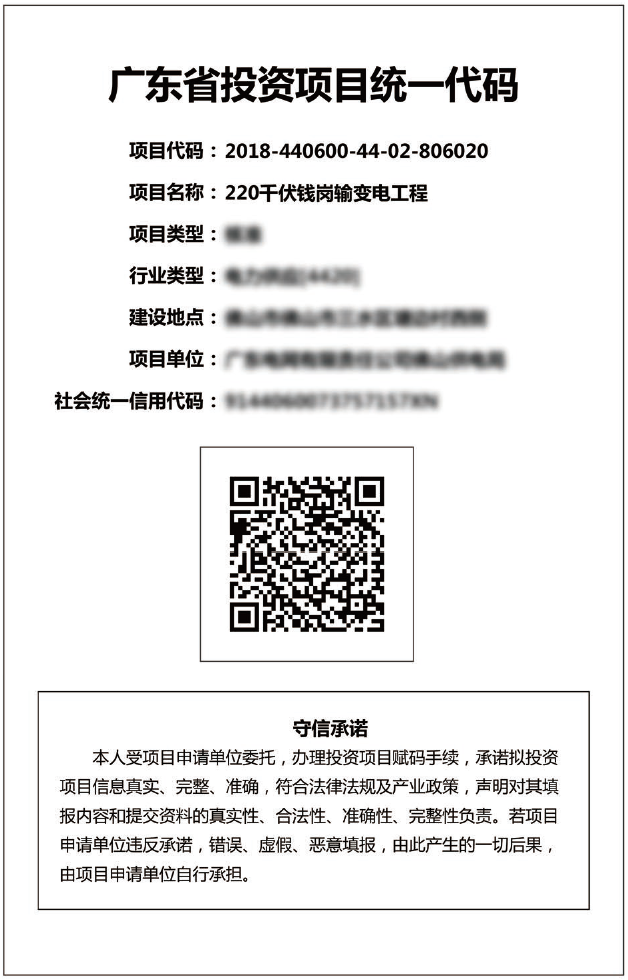 广东省投资项目统一代码
项目代码：2018-440600-44-02-806020
项目名称：220千伏钱岗输变电工程
项目类型：
行业类型：电力供应[4420]
建设地点：
项目单位：
社会统一信用代码：
守信承诺
本人受项目申请单位委托，办理投资项目赋码手续，承诺拟投资
项目信息真实、完整、准确，符合法律法规及产业政策，声明对其填
报内容和提交资料的真实性、合法性、准确性、完整性负责。若项目
申请单位违反承诺，错误、虚假、恶意填报，由此产生的一切后果，
由项目申请单位自行承担。